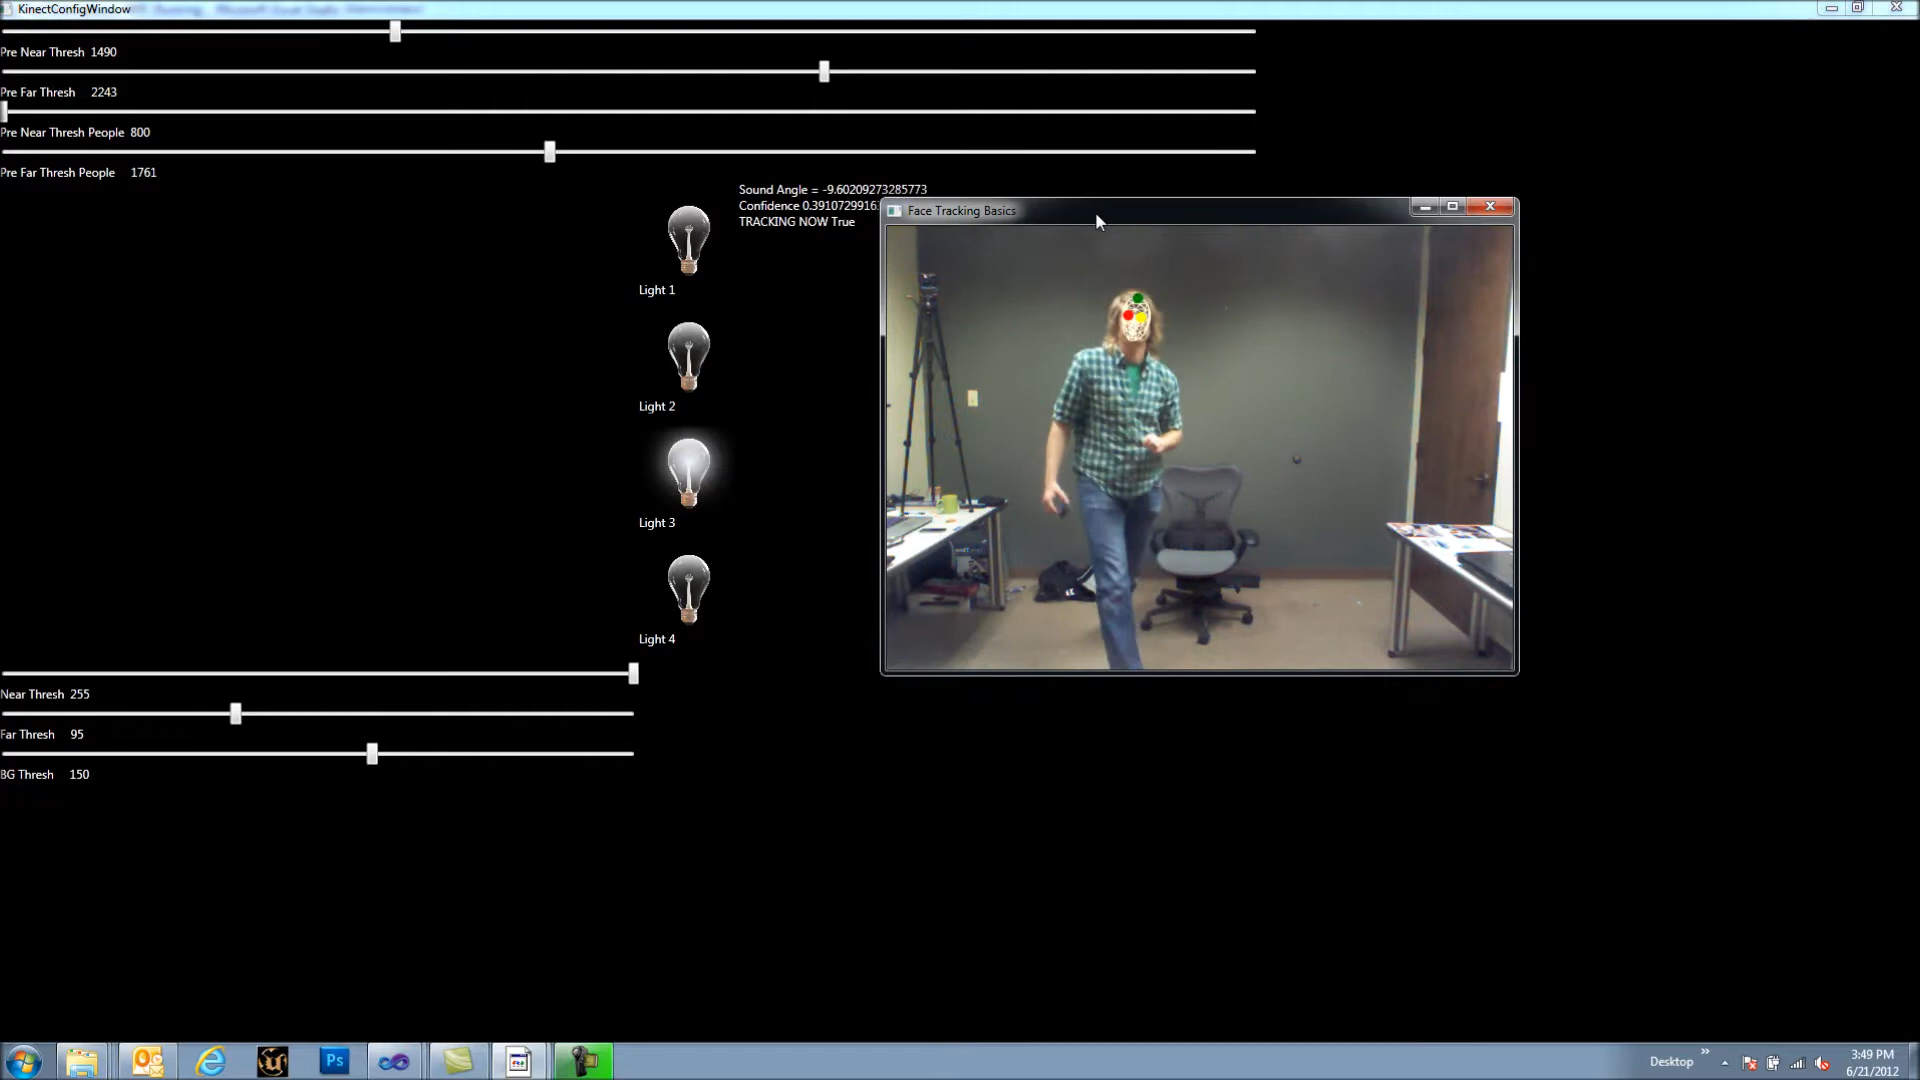 KinectConfigWindow
Pre Near Thresh 1490
Pre Far Thresh 2243
Pre Near Thresh People 800
Pre Far Thresh People 1761
Sound Angle = -9.60209273285773
Confidence 0.3910729916
TRACKING NOW True
Face Tracking Basics
Light 1
Light 2
Light 3
Light 4
Near Thresh 255
Far Thresh 95
BG Thresh 150
Ps
Desktop
3:49 PM
6/21/2012